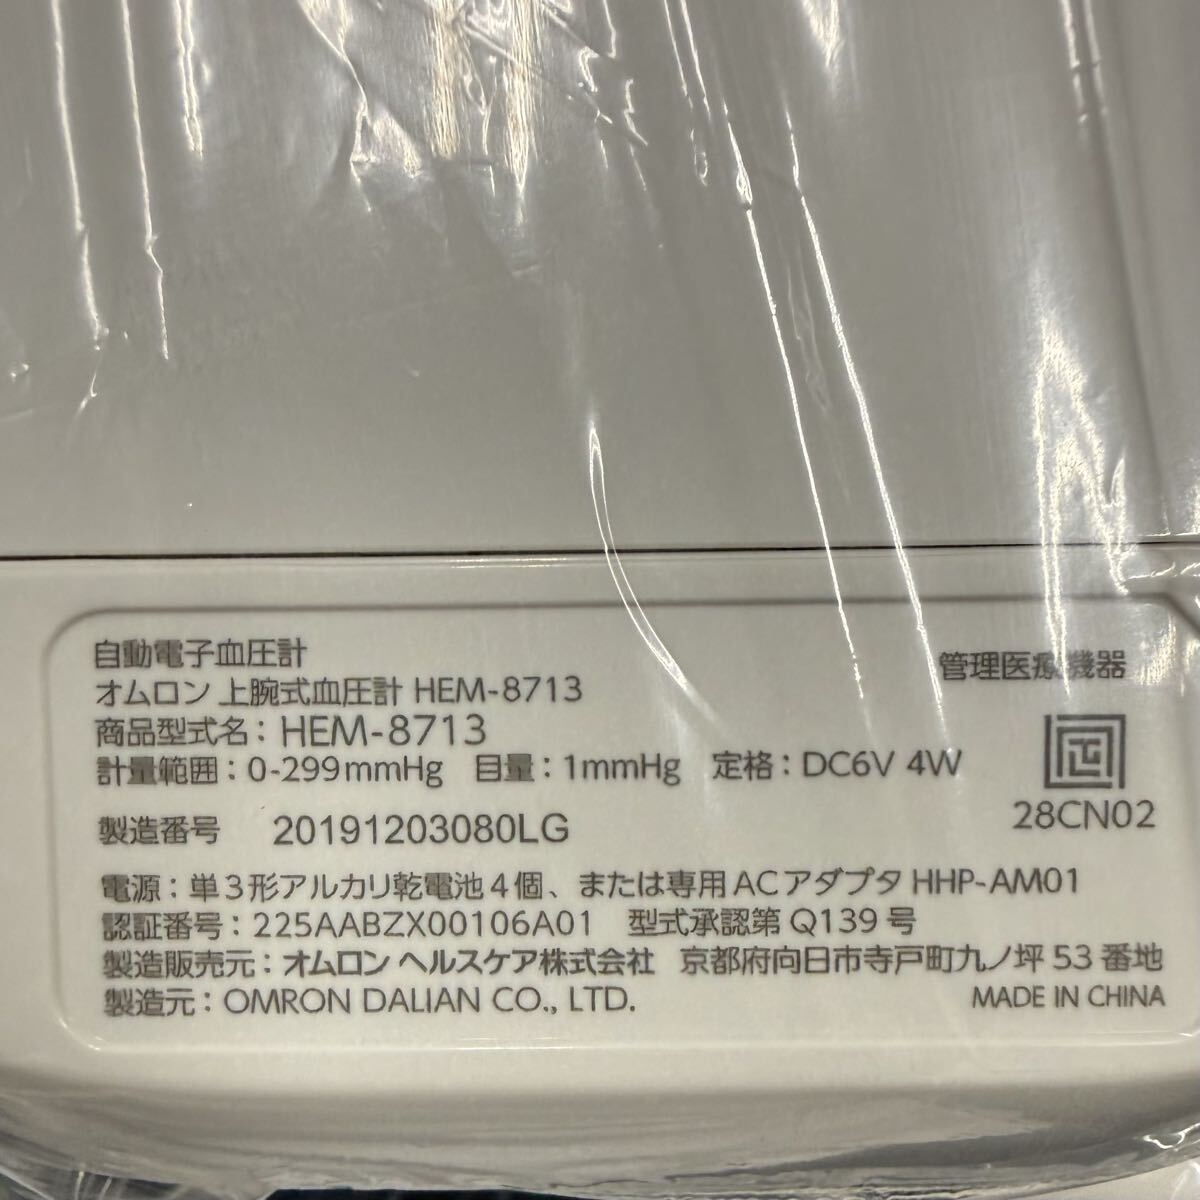 自動電子血圧計
管理医療機器
オムロン 上腕式血圧計 HEM-8713
商品型式名：HEM-8713
計量範囲：0-299mmHg 目量：1mmHg 定格：DC6V 4W
28CN02
製造番号 20191203080LG
電源：単3形アルカリ乾電池4個、または専用ACアダプタ HHP-AM01
認証番号：225AABZX00106A01 型式承認第 Q139 号
製造販売元：オムロン ヘルスケア株式会社 京都府向日市寺戸町九ノ坪 53 番地
製造元：OMRON DALIAN CO., LTD. MADE IN CHINA